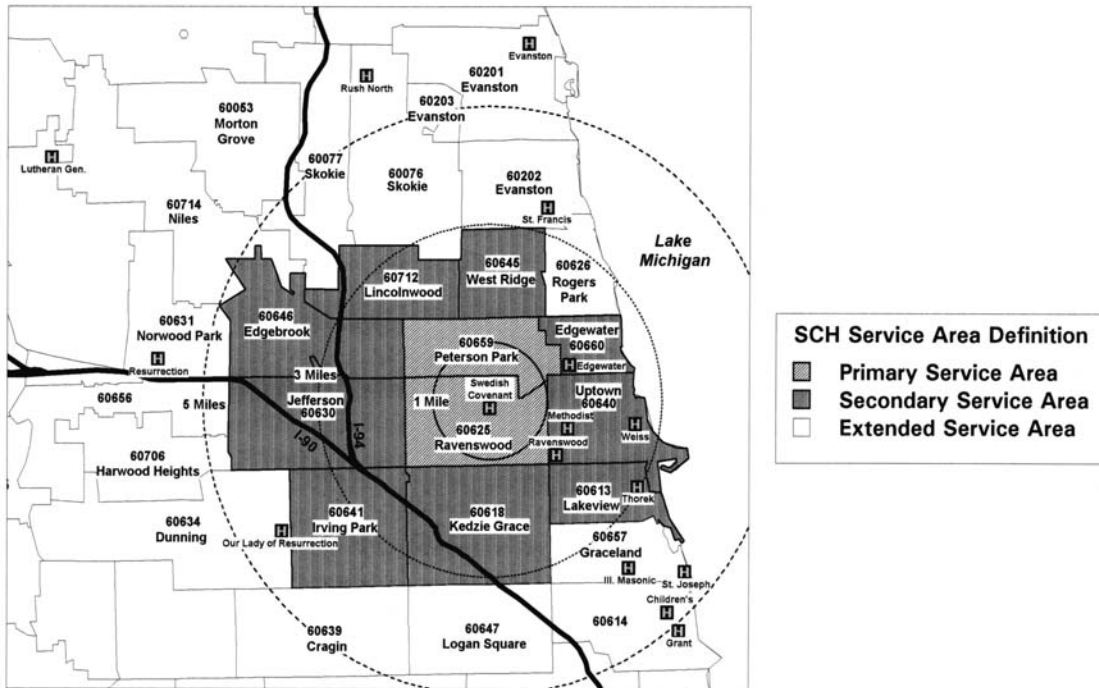 Evanston
60201
Evanston
Rush North
60203
Evanston
60053
Morton
Grove
Lutheran Gen.
60077
Skokie
60076
Skokie
60202
Evanston
St. Francis
60714
Niles
Lake
Michigan
60712
Lincolnwood
60645
West Ridge
60626
Rogers
Park
60646
Edgebrook
60631
Norwood Park
Resurrection
60659
Peterson Park
Edgewater
60660
Edgewater
3 Miles
Swedish
Covenant
Uptown
60640
5 Miles
60656
Jefferson
60630
1 Mile
Methodist
Weiss
I-90
I-94
60625
Ravenswood
Ravenswood
60706
Harwood Heights
60613
Lakeview
Thorek
60634
Dunning
Our Lady of Resurrection
60641
Irving Park
60618
Kedzie Grace
60657
Graceland
Ill. Masonic
St. Joseph
Children's
60614
Grant
60639
Cragin
60647
Logan Square
SCH Service Area Definition
Primary Service Area
Secondary Service Area
Extended Service Area